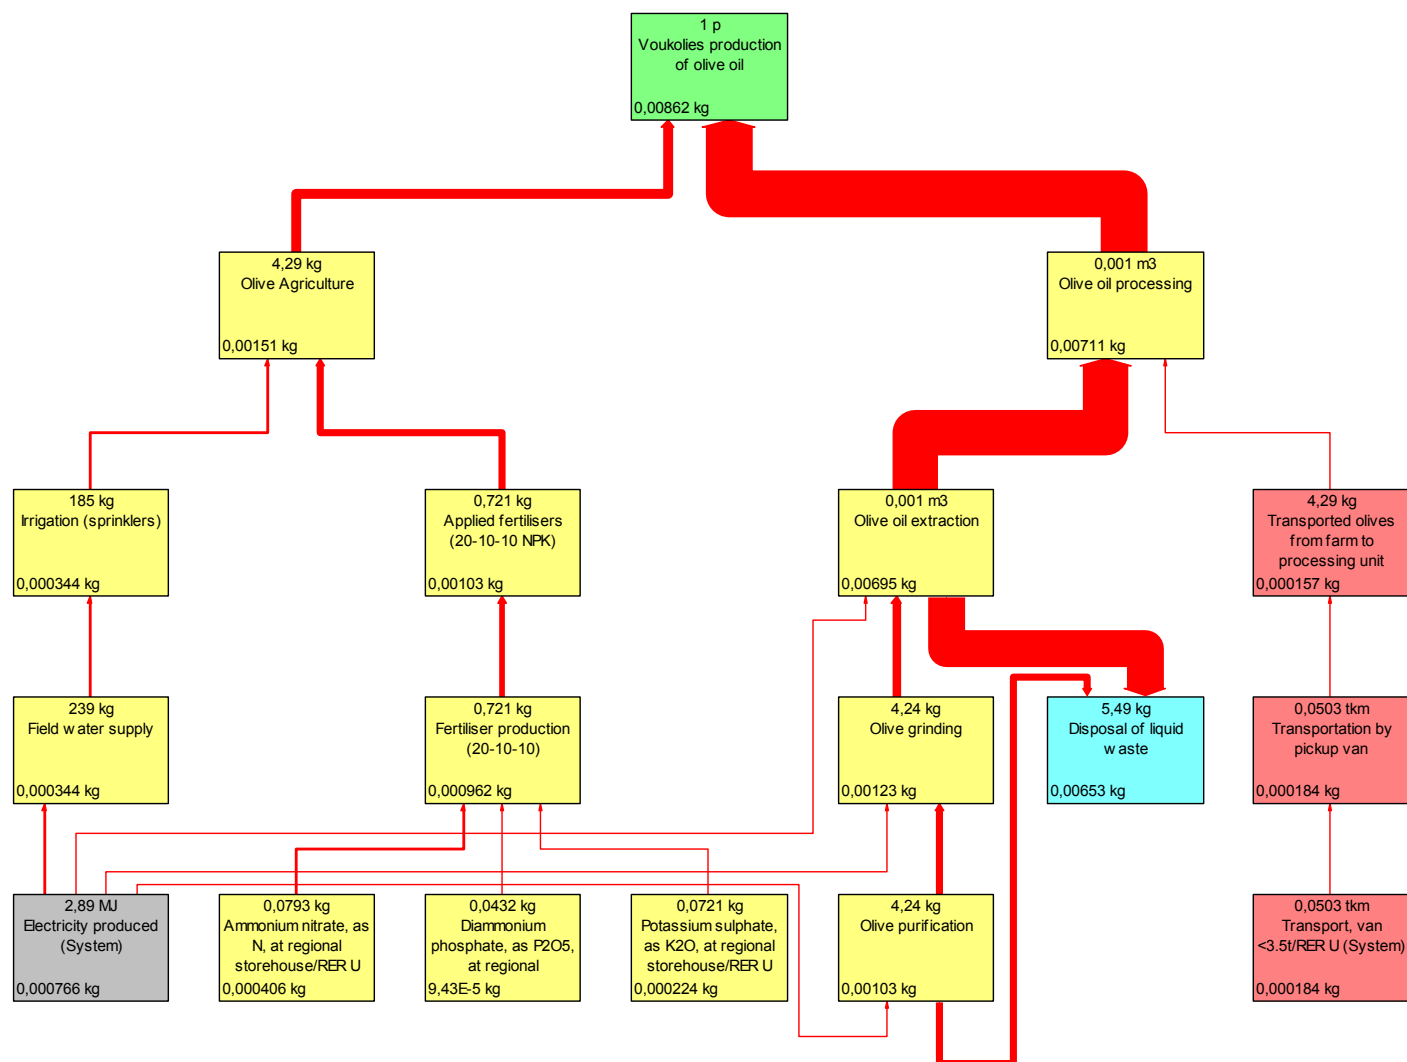 1 p
Voukolies production
of olive oil
0,00862 kg
4,29 kg
Olive Agriculture
0,00151 kg
0,001 m3
Olive oil processing
0,00711 kg
185 kg
Irrigation (sprinklers)
0,000344 kg
0,721 kg
Applied fertilisers
(20-10-10 NPK)
0,00103 kg
0,001 m3
Olive oil extraction
0,00695 kg
4,29 kg
Transported olives
from farm to
processing unit
0,000157 kg
239 kg
Field water supply
0,000344 kg
0,721 kg
Fertiliser production
(20-10-10)
0,000962 kg
4,24 kg
Olive grinding
0,00123 kg
5,49 kg
Disposal of liquid
waste
0,00653 kg
0,0503 tkm
Transportation by
pickup van
0,000184 kg
2,89 MJ
Electricity produced
(System)
0,000766 kg
0,0793 kg
Ammonium nitrate, as
N, at regional
storehouse/RER U
0,000406 kg
0,0432 kg
Diammonium
phosphate, as P2O5,
at regional
9,43E-5 kg
0,0721 kg
Potassium sulphate,
as K2O, at regional
storehouse/RER U
0,000224 kg
4,24 kg
Olive purification
0,00103 kg
0,0503 tkm
Transport, van
<3.5t/RER U (System)
0,000184 kg